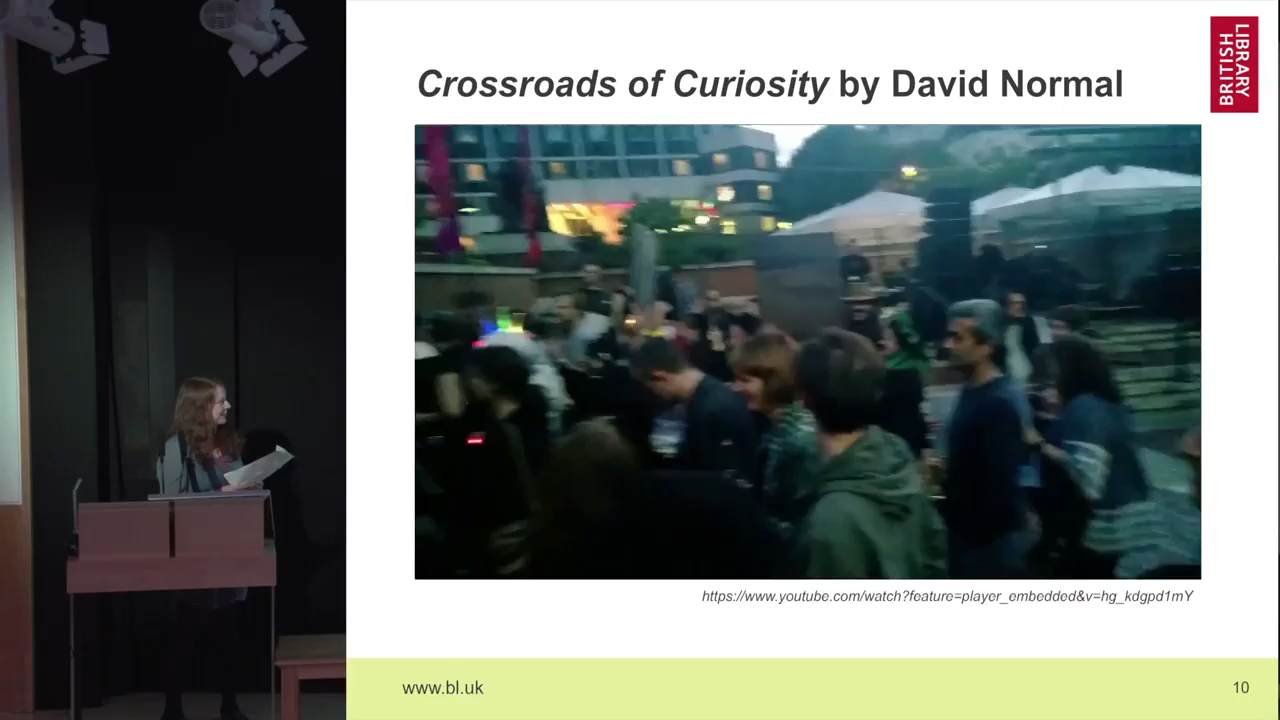 Crossroads of Curiosity by David Normal
LIBRARY
BRITISH
https://www.youtube.com/watch?feature=player_embedded&v=hg_kdgpd1mY
www.bl.uk
10